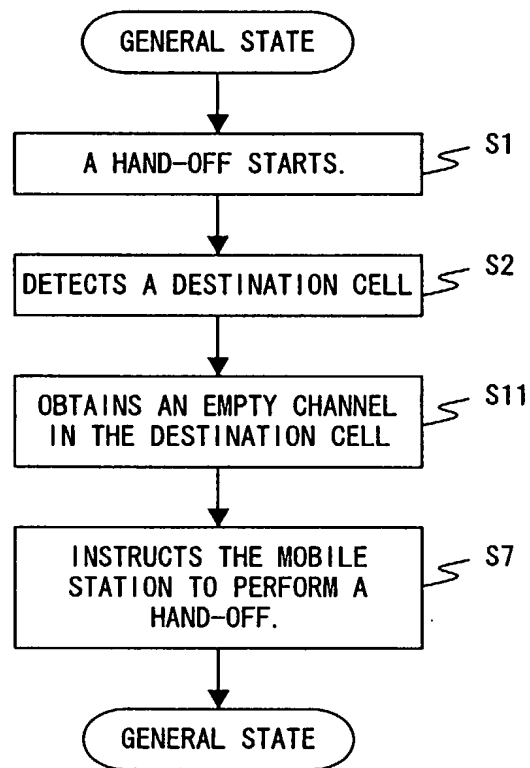 GENERAL STATE
A HAND-OFF STARTS.
S1
DETECTS A DESTINATION CELL
S2
OBTAINS AN EMPTY CHANNEL
IN THE DESTINATION CELL
S11
INSTRUCTS THE MOBILE
STATION TO PERFORM A
HAND-OFF.
S7
GENERAL STATE